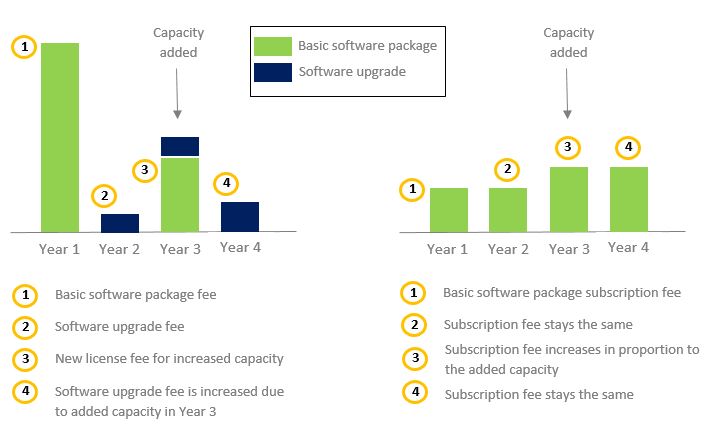 Capacity
added
Basic software package
Software upgrade
Capacity
added
1
2
3
4
Year 1
Year 2
Year 3
Year 4
1
2
3
4
Year 1
Year 2
Year 3
Year 4
1 Basic software package fee
2 Software upgrade fee
3 New license fee for increased capacity
4 Software upgrade fee is increased due
to added capacity in Year 3
1 Basic software package subscription fee
2 Subscription fee stays the same
3 Subscription fee increases in proportion to
the added capacity
4 Subscription fee stays the same